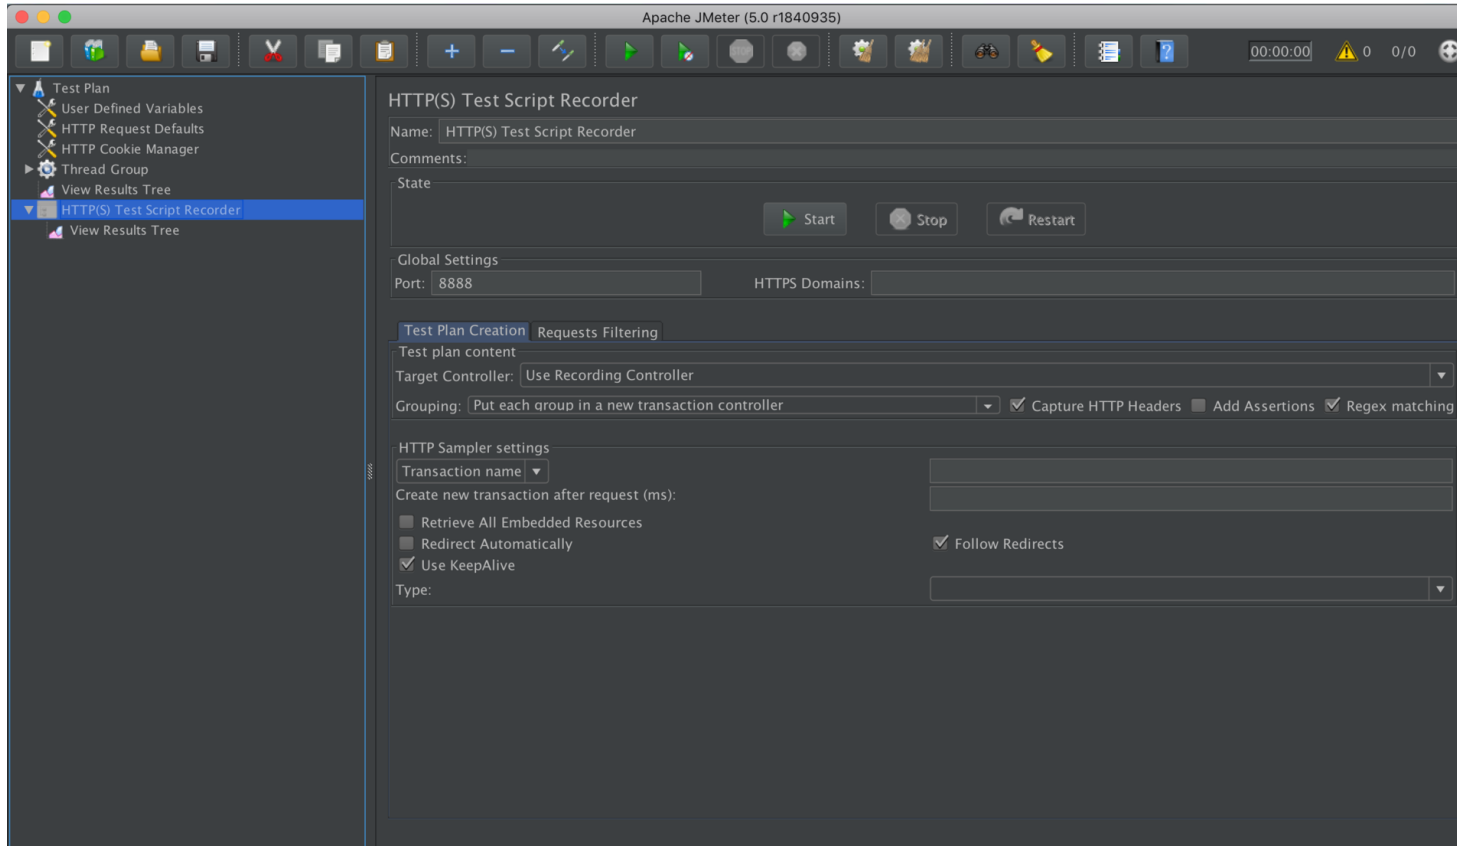 Apache JMeter (5.0 r1840935)
00:00:00 0 0/0
Test Plan
User Defined Variables
HTTP Request Defaults
HTTP Cookie Manager
Thread Group
View Results Tree
HTTP(S) Test Script Recorder
View Results Tree
HTTP(S) Test Script Recorder
Name: HTTP(S) Test Script Recorder
Comments:
State
Start Stop Restart
Global Settings
Port: 8888 HTTPS Domains:
Test Plan Creation Requests Filtering
Test plan content
Target Controller: Use Recording Controller
Grouping: Put each group in a new transaction controller Capture HTTP Headers Add Assertions Regex matching
HTTP Sampler settings
Transaction name
Create new transaction after request (ms):
Retrieve All Embedded Resources
Redirect Automatically Follow Redirects
Use KeepAlive
Type: